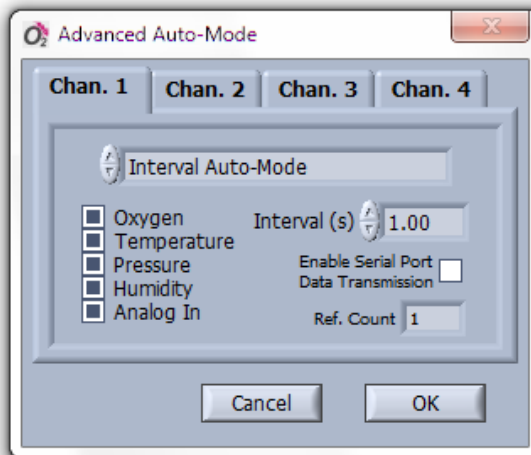 O2 Advanced Auto-Mode
Chan. 1 Chan. 2 Chan. 3 Chan. 4
Interval Auto-Mode
Oxygen
Temperature
Pressure
Humidity
Analog In
Interval (s) 1.00
Enable Serial Port
Data Transmission
Ref. Count 1
Cancel OK